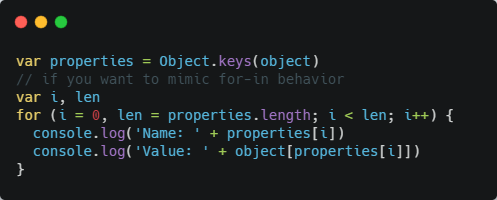 var properties = Object.keys(object)
// if you want to mimic for-in behavior
var i, len
for (i = 0, len = properties.length; i < len; i++) {
  console.log('Name: ' + properties[i])
  console.log('Value: ' + object[properties[i]])
}